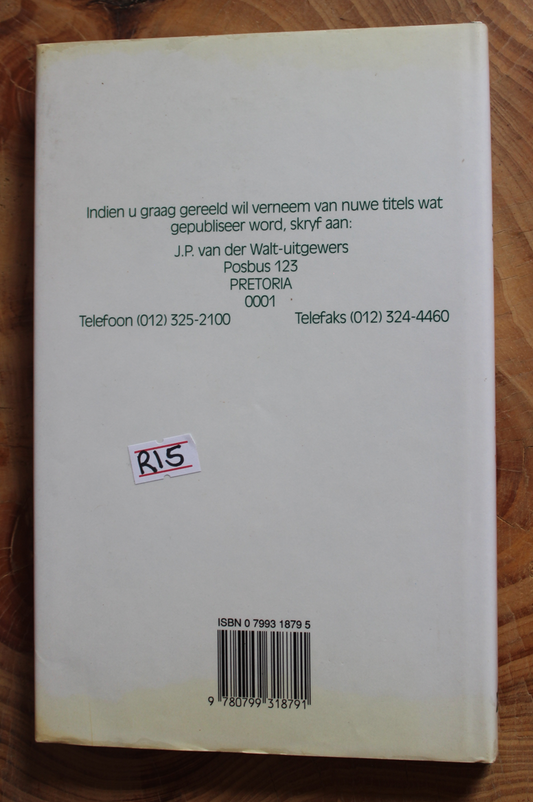 Indien u graag gereeld wil verneem van nuwe titels wat
gepubliseer word, skryf aan:
J.P. van der Walt-uitgewers
Posbus 123
PRETORIA
0001
Telefoon (012) 325-2100 Telefaks (012) 324-4460
R15
ISBN 0 7993 1879 5
9 780799 318791